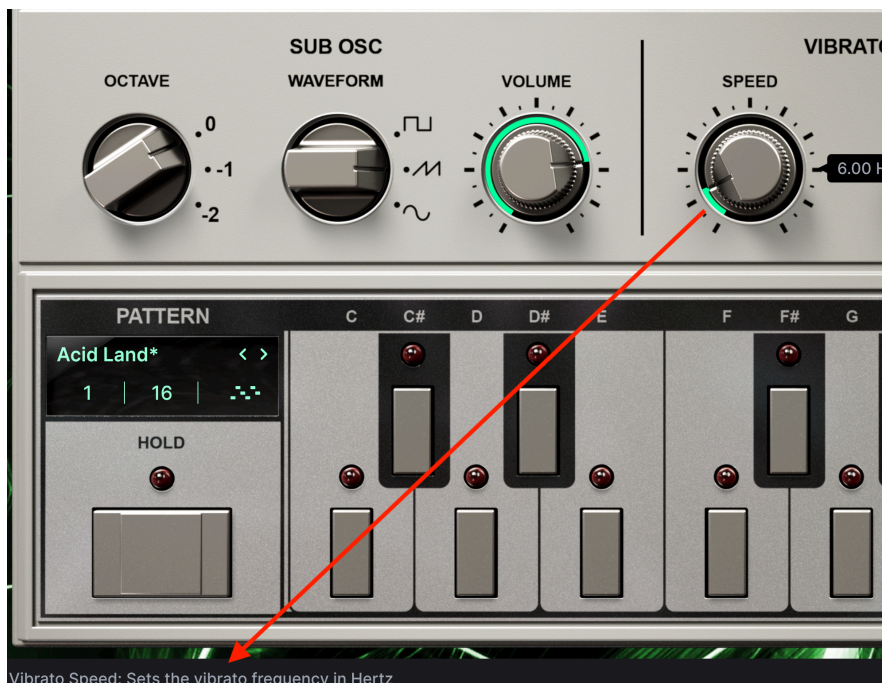 SUB OSC
VIBRATO
OCTAVE
WAVEFORM
VOLUME
SPEED
0
-1
-2
6.00 H
PATTERN
C
C#
D
D#
E
F
F#
G
Acid Land*
< >
1 | 16 |
HOLD
Vibrato Speed: Sets the vibrato frequency in Hertz